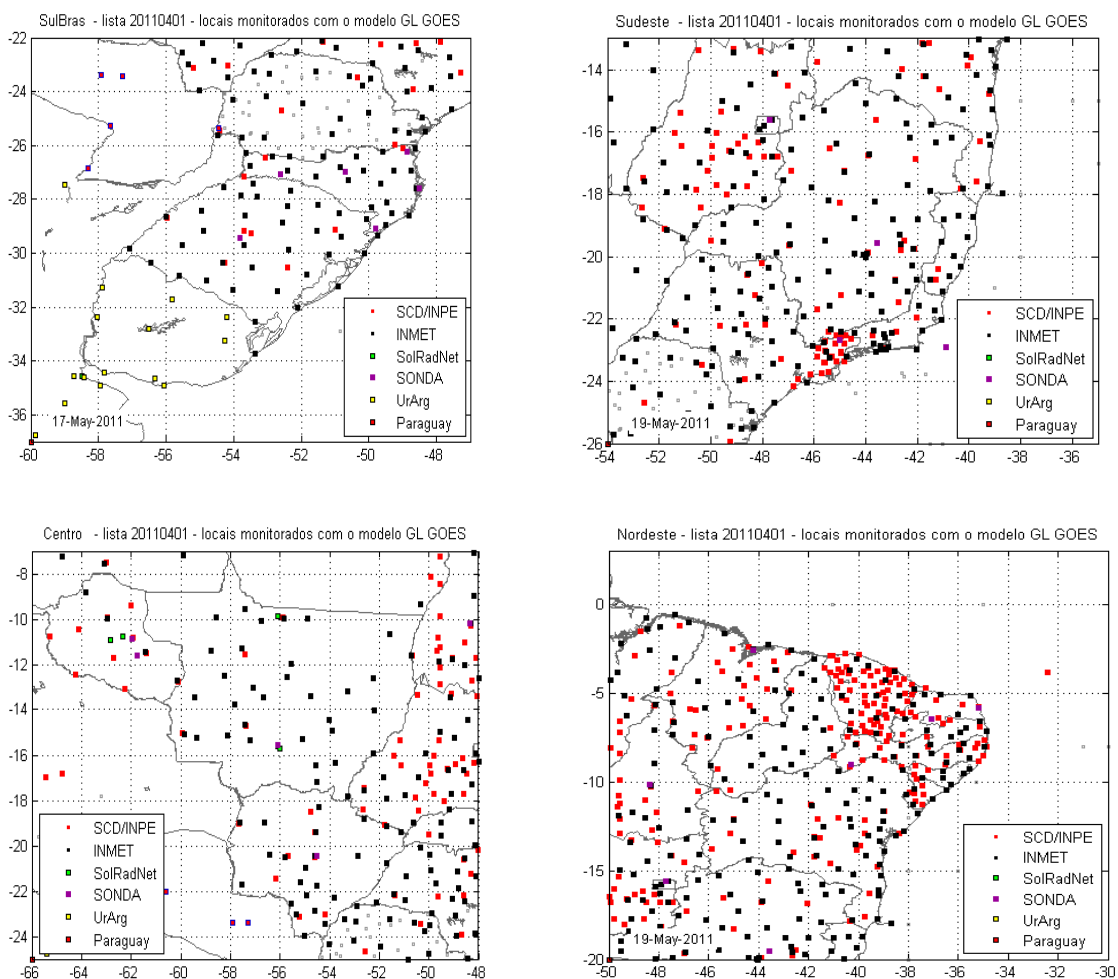 SulBras - lista 20110401 - locais monitorados com o modelo GL GOES
-22
-24
-26
-28
-30
-32
-34
-36
SCD/INPE
INMET
SolRadNet
SONDA
UrArg
Paraguay
17-May-2011
-60 -58 -56 -54 -52 -50 -48
Sudeste - lista 20110401 - locais monitorados com o modelo GL GOES
-14
-16
-18
-20
-22
-24
-26
SCD/INPE
INMET
SolRadNet
SONDA
UrArg
Paraguay
19-May-2011
-54 -52 -50 -48 -46 -44 -42 -40 -38 -36
Centro - lista 20110401 - locais monitorados com o modelo GL GOES
-8
-10
-12
-14
-16
-18
-20
-22
-24
SCD/INPE
INMET
SolRadNet
SONDA
UrArg
Paraguay
-66 -64 -62 -60 -58 -56 -54 -52 -50 -48
Nordeste - lista 20110401 - locais monitorados com o modelo GL GOES
0
-5
-10
-15
-20
SCD/INPE
INMET
SolRadNet
SONDA
UrArg
Paraguay
19-May-2011
-50 -48 -46 -44 -42 -40 -38 -36 -34 -32 -30